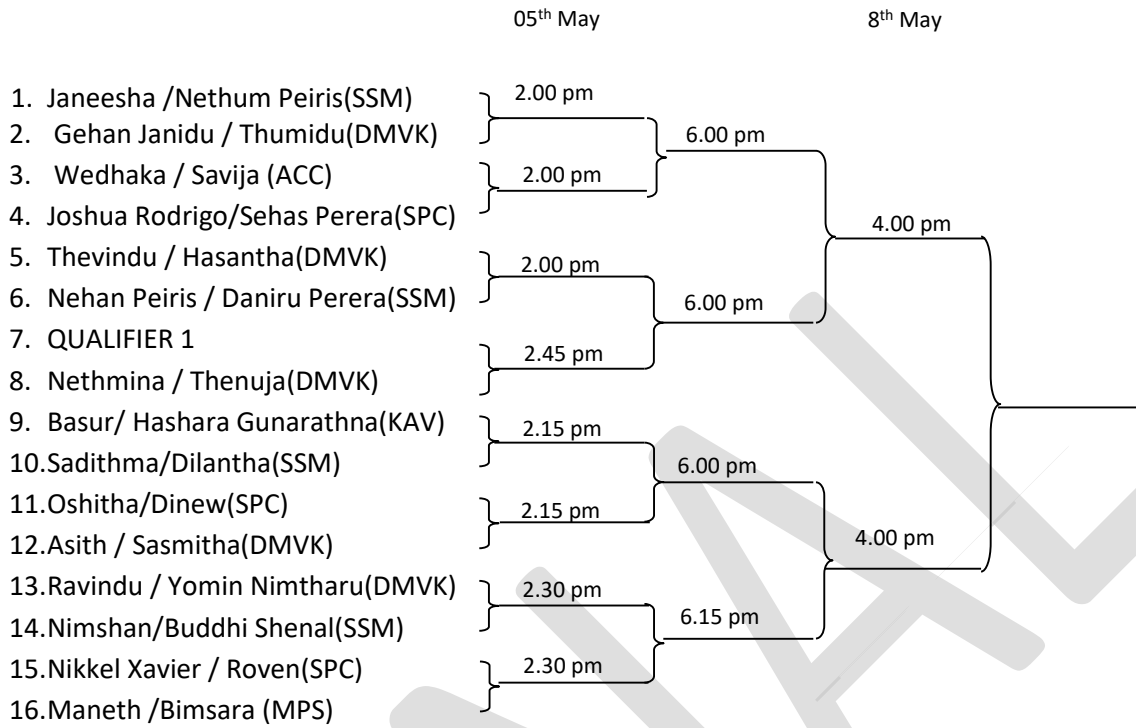 05th May 8th May
1. Janeesha /Nethum Peiris(SSM) 2.00 pm
6.00 pm
2. Gehan Janidu / Thumidu(DMVK)
3. Wedhaka / Savija (ACC) 2.00 pm
4. Joshua Rodrigo/Sehas Perera(SPC) 4.00 pm
5. Thevindu / Hasantha(DMVK) 2.00 pm
6. Nehan Peiris / Daniru Perera(SSM) 6.00 pm
7. QUALIFIER 1
2.45 pm
8. Nethmina / Thenuja(DMVK)
9. Basur/ Hashara Gunarathna(KAV) 2.15 pm
10.Sadithma/Dilantha(SSM) 6.00 pm
11.Oshitha/Dinew(SPC) 2.15 pm
12.Asith / Sasmitha(DMVK) 4.00 pm
13.Ravindu / Yomin Nimtharu(DMVK) 2.30 pm
14.Nimshan/Buddhi Shenal(SSM) 6.15 pm
15.Nikkel Xavier / Roven(SPC) 2.30 pm
16.Maneth /Bimsara (MPS)